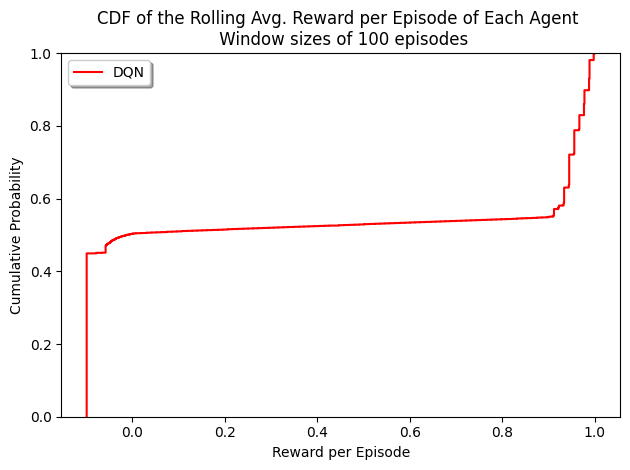 CDF of the Rolling Avg. Reward per Episode of Each Agent
Window sizes of 100 episodes
DQN
1.0
0.8
0.6
0.4
0.2
0.0
Cumulative Probability
0.0 0.2 0.4 0.6 0.8 1.0
Reward per Episode